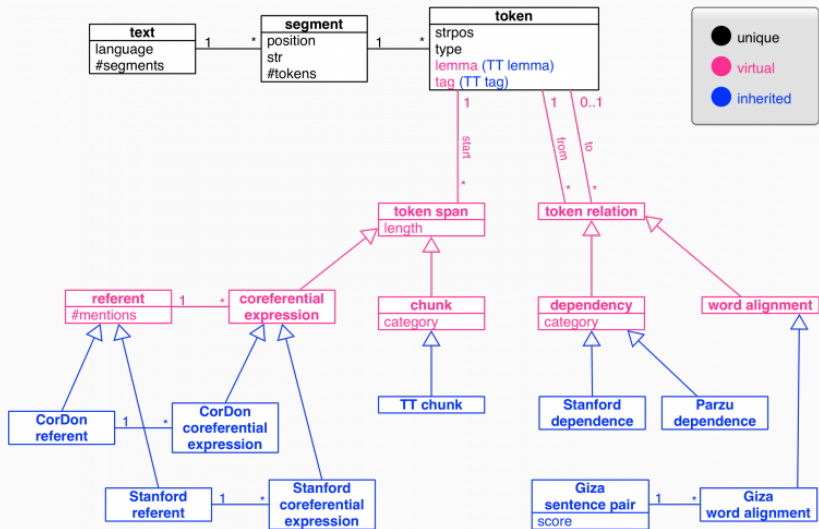 text
language
#segments
1
*
segment
position
str
#tokens
1
*
token
strpos
type
lemma (TT lemma)
tag (TT tag)
unique
virtual
inherited
1
start
*
1
from
*
0..1
to
*
token span
length
token relation
referent
#mentions
1
*
coreferential
expression
chunk
category
dependency
category
word alignment
CorDon
referent
1
*
CorDon
coreferential
expression
TT chunk
Stanford
dependence
Parzu
dependence
Stanford
referent
1
*
Stanford
coreferential
expression
Giza
sentence pair
score
1
*
Giza
word alignment